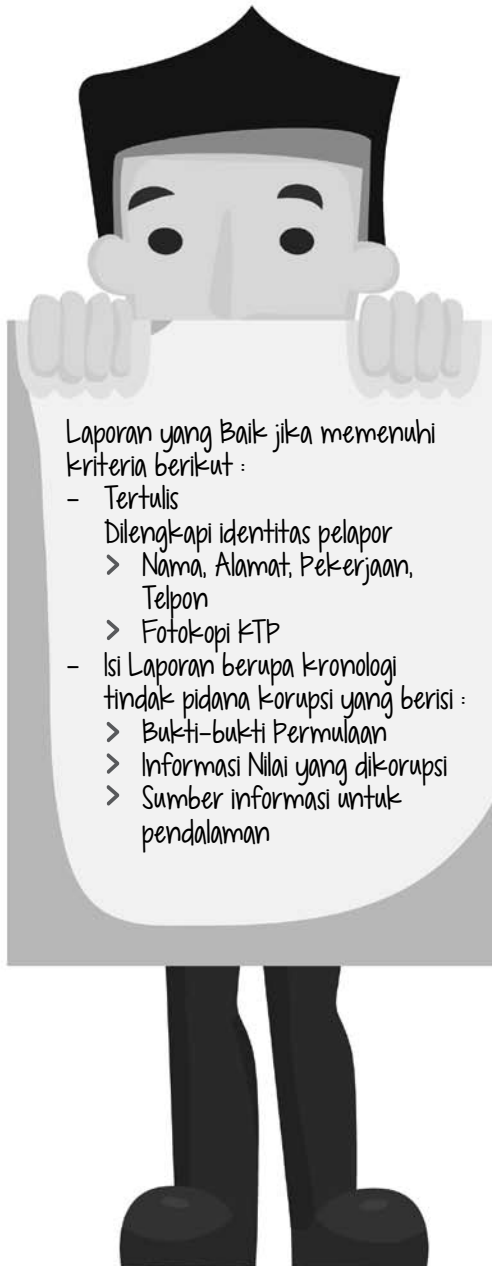 Laporan yang Baik jika memenuhi
kriteria berikut :
- Tertulis
Dilengkapi identitas pelapor
> Nama, Alamat, Pekerjaan,
Telpon
> Fotokopi KTP
- Isi Laporan berupa kronologi
tindak pidana korupsi yang berisi :
> Bukti-bukti Permulaan
> Informasi Nilai yang dikorupsi
> Sumber informasi untuk
pendalaman